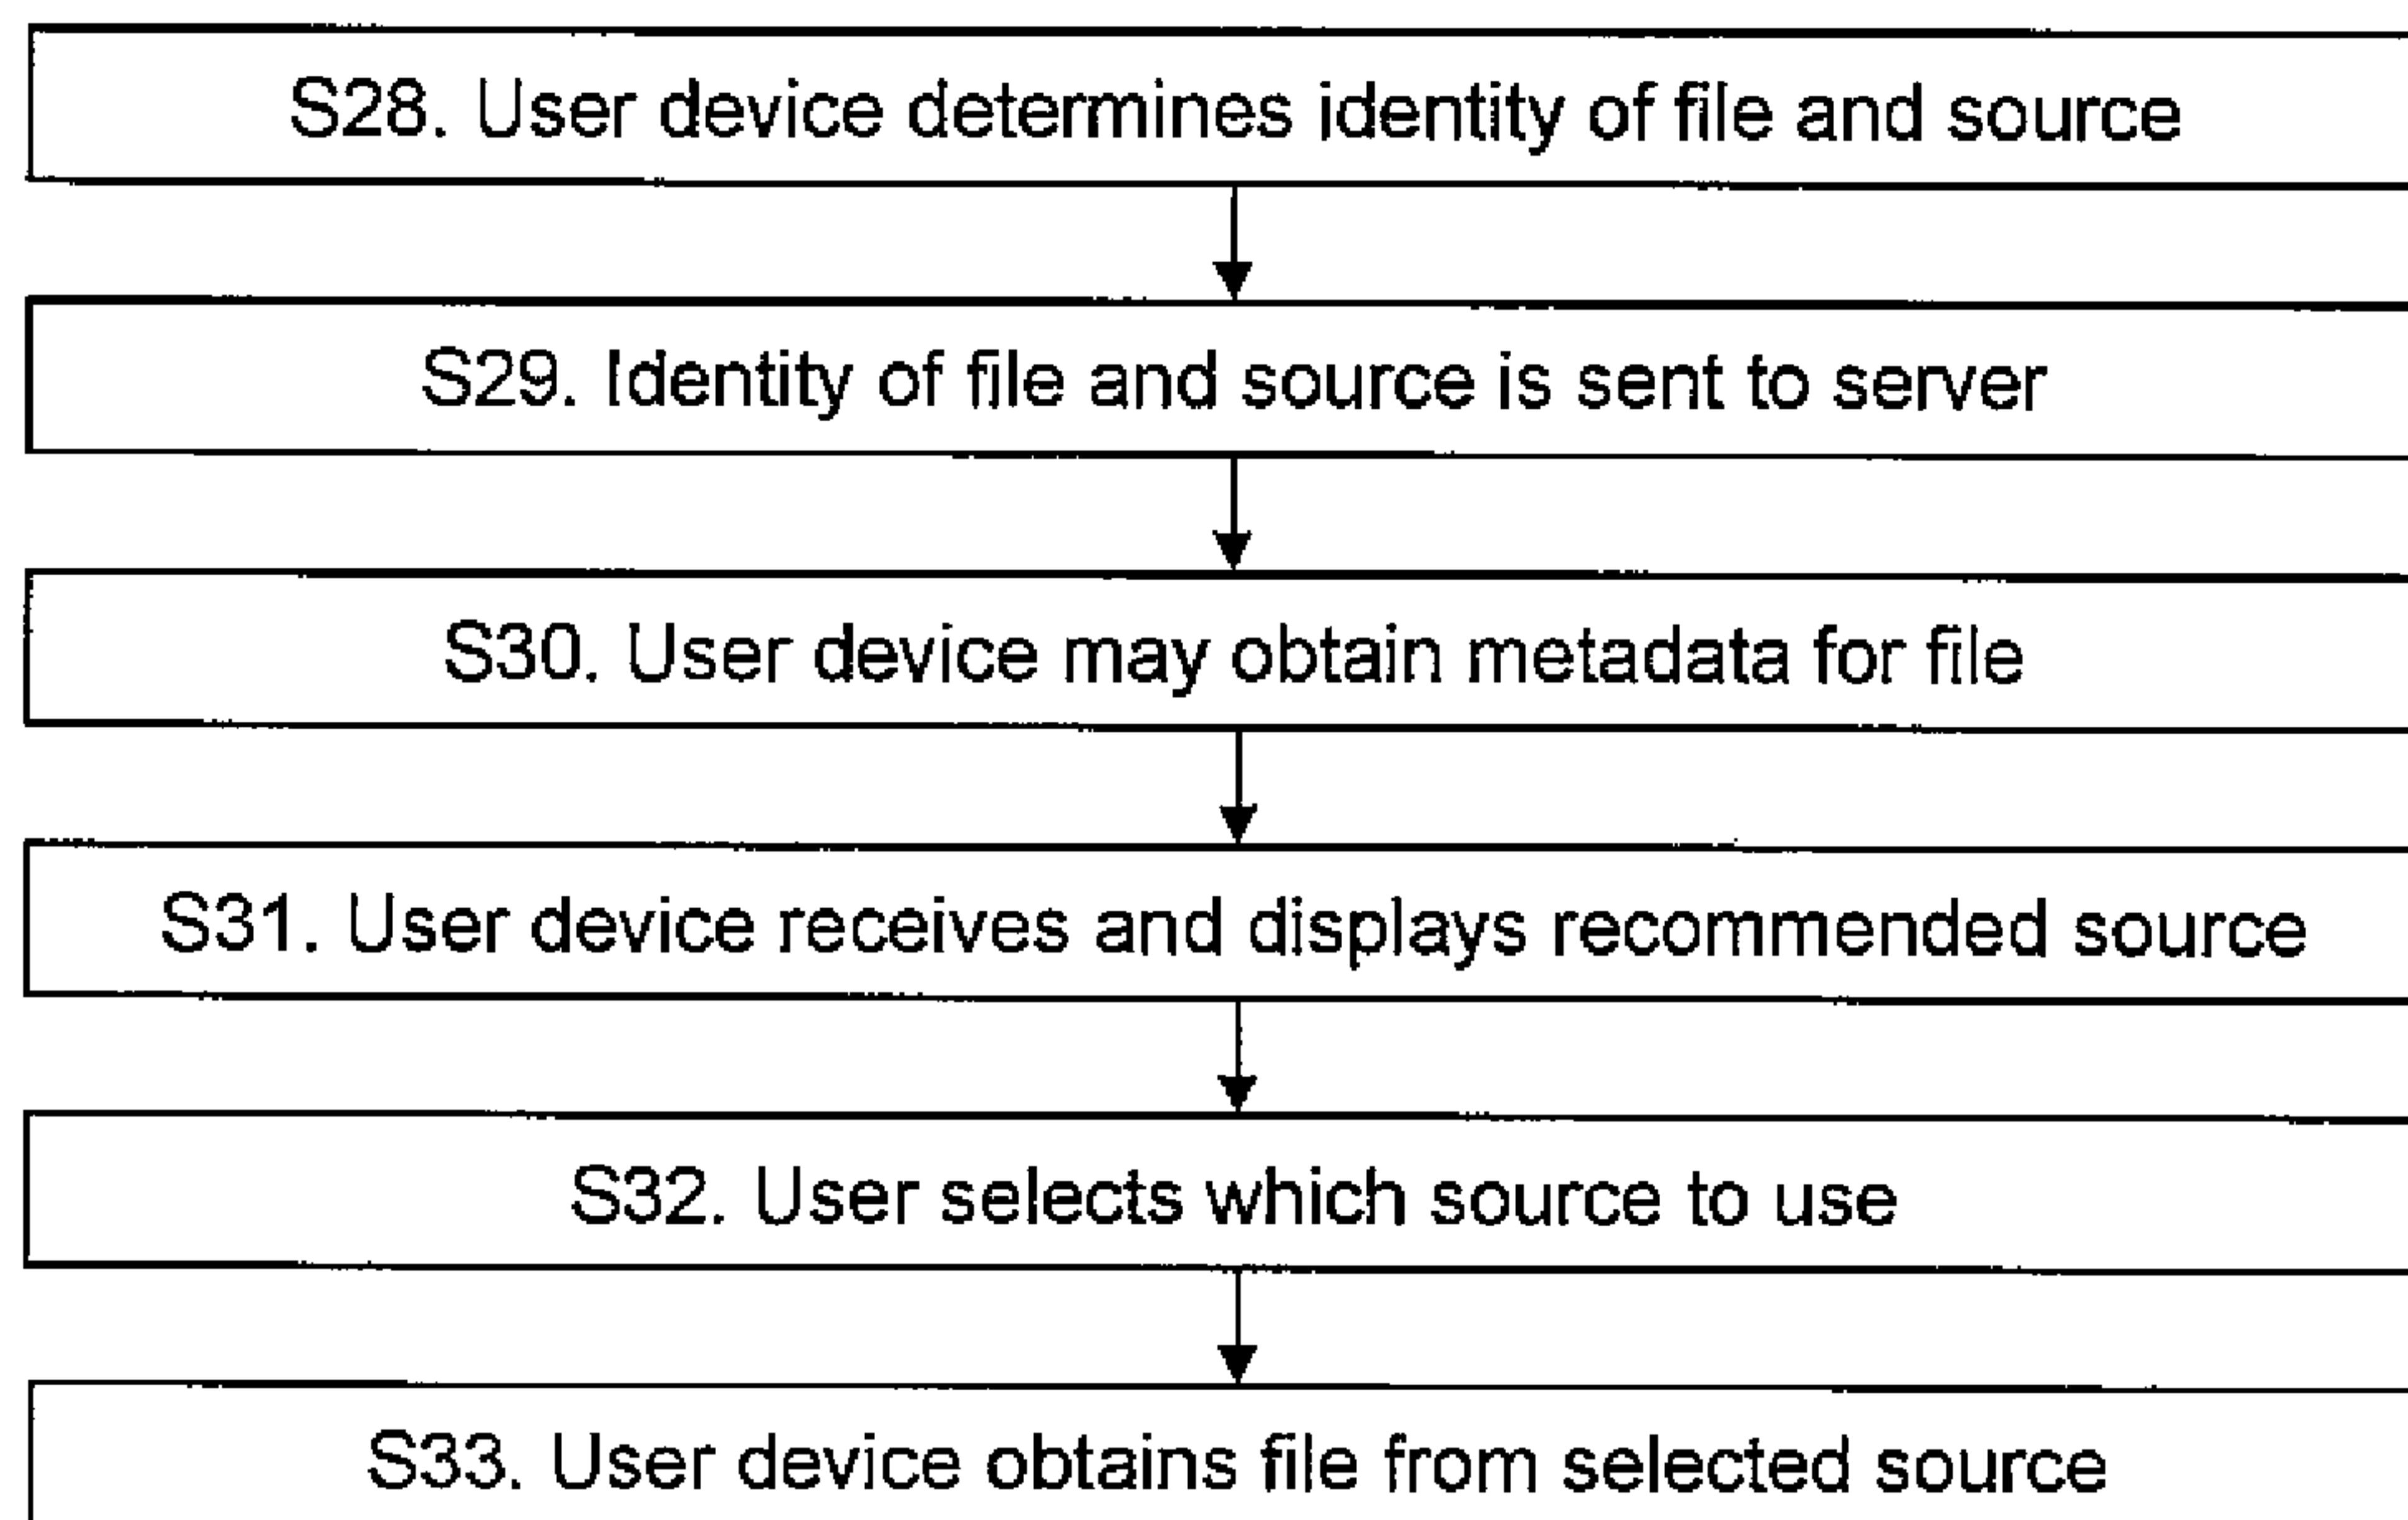 S28. User device determines identity of file and source
S29. Identity of file and source is sent to server
S30. User device may obtain metadata for file
S31. User device receives and displays recommended source
S32. User selects which source to use
S33. User device obtains file from selected source